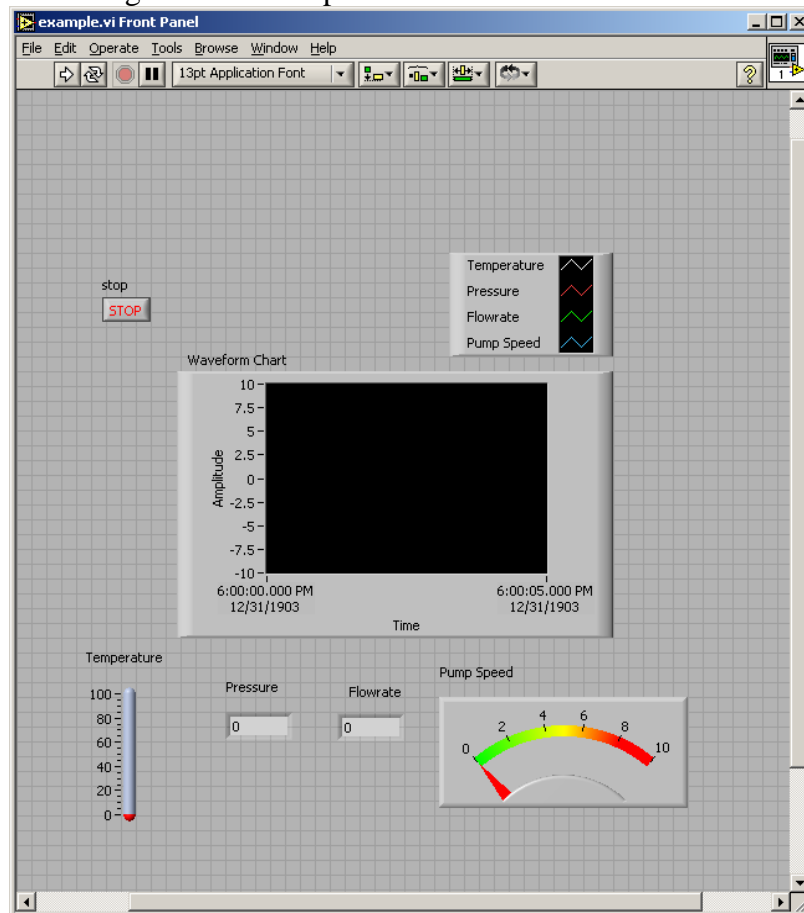 example.vi Front Panel
File Edit Operate Tools Browse Window Help
13pt Application Font
?
1
stop
STOP
Temperature
Pressure
Flowrate
Pump Speed
Waveform Chart
10
7.5
5
2.5
0
-2.5
-5
-7.5
-10
Amplitude
6:00:00.000 PM 6:00:05.000 PM
12/31/1903 12/31/1903
Time
Temperature
100
80
60
40
20
0
Pressure
0
Flowrate
0
Pump Speed
0 2 4 6 8 10